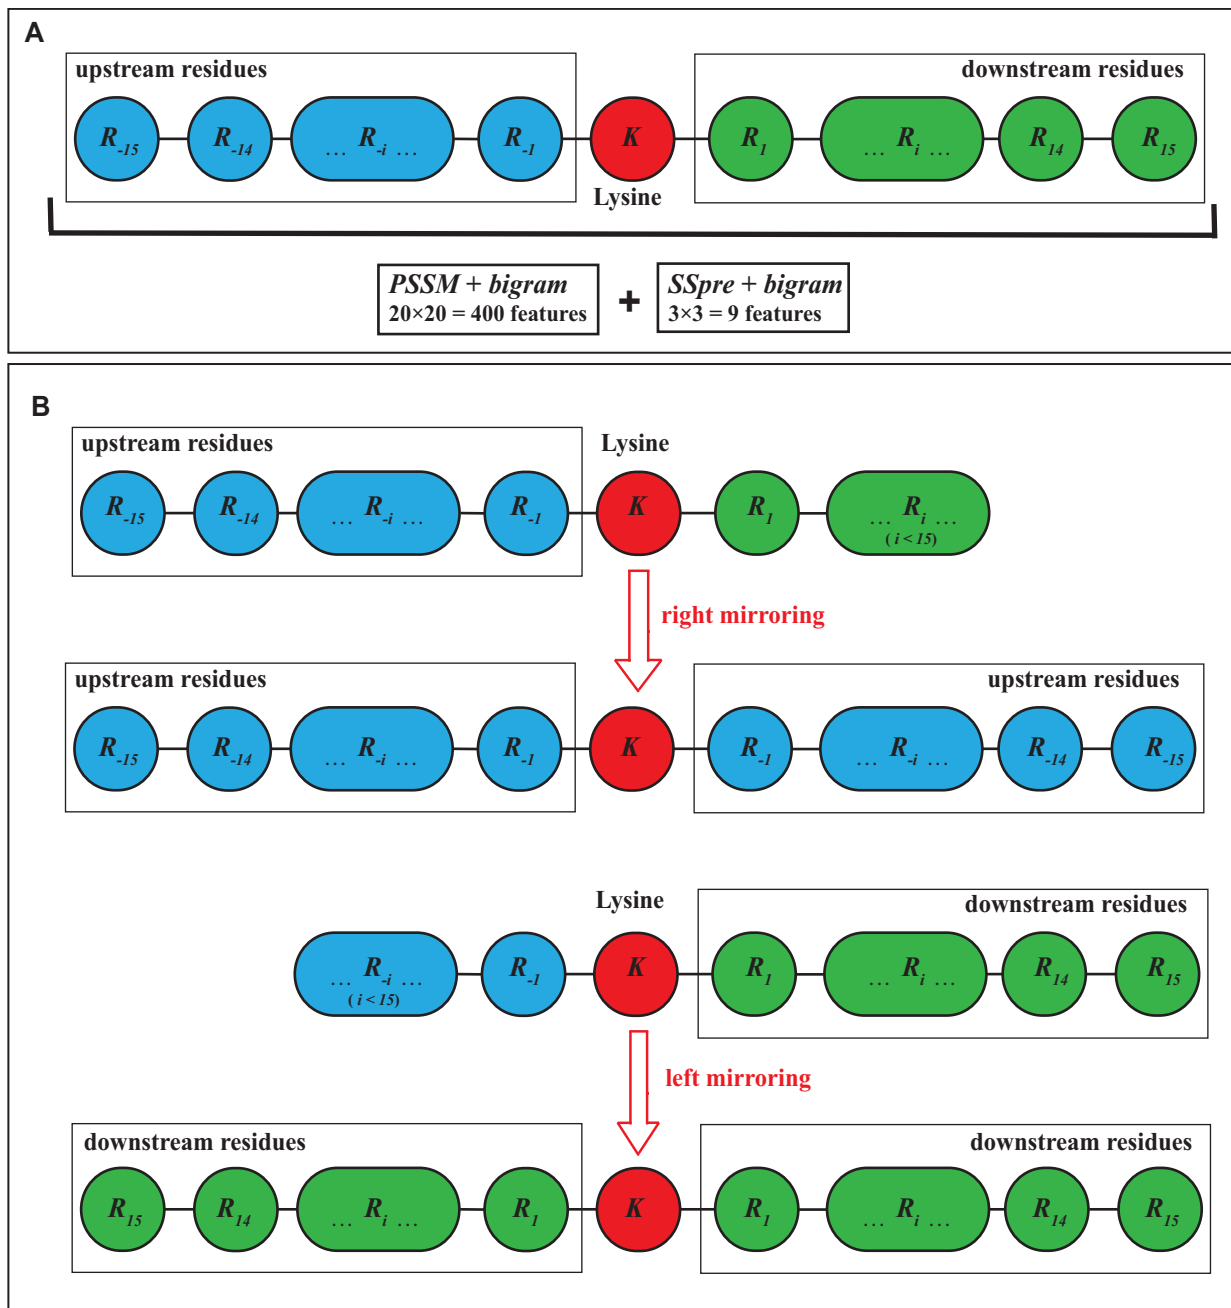 A
upstream residues
downstream residues
R-15 R-14 ... R-i ... R-1 K R1 ... Ri ... R14 R15
Lysine
PSSM + bigram
20×20 = 400 features
+
SSpre + bigram
3×3 = 9 features
B
upstream residues
Lysine
R-15 R-14 ... R-i ... R-1 K R1 ... Ri ...
( i < 15)
right mirroring
upstream residues
upstream residues
R-15 R-14 ... R-i ... R-1 K R-1 ... R-i ... R-14 R-15
Lysine
downstream residues
... R-i ... R-1 K R1 ... Ri ... R14 R15
( i < 15)
left mirroring
downstream residues
downstream residues
R15 R14 ... Ri ... R1 K R1 ... Ri ... R14 R15